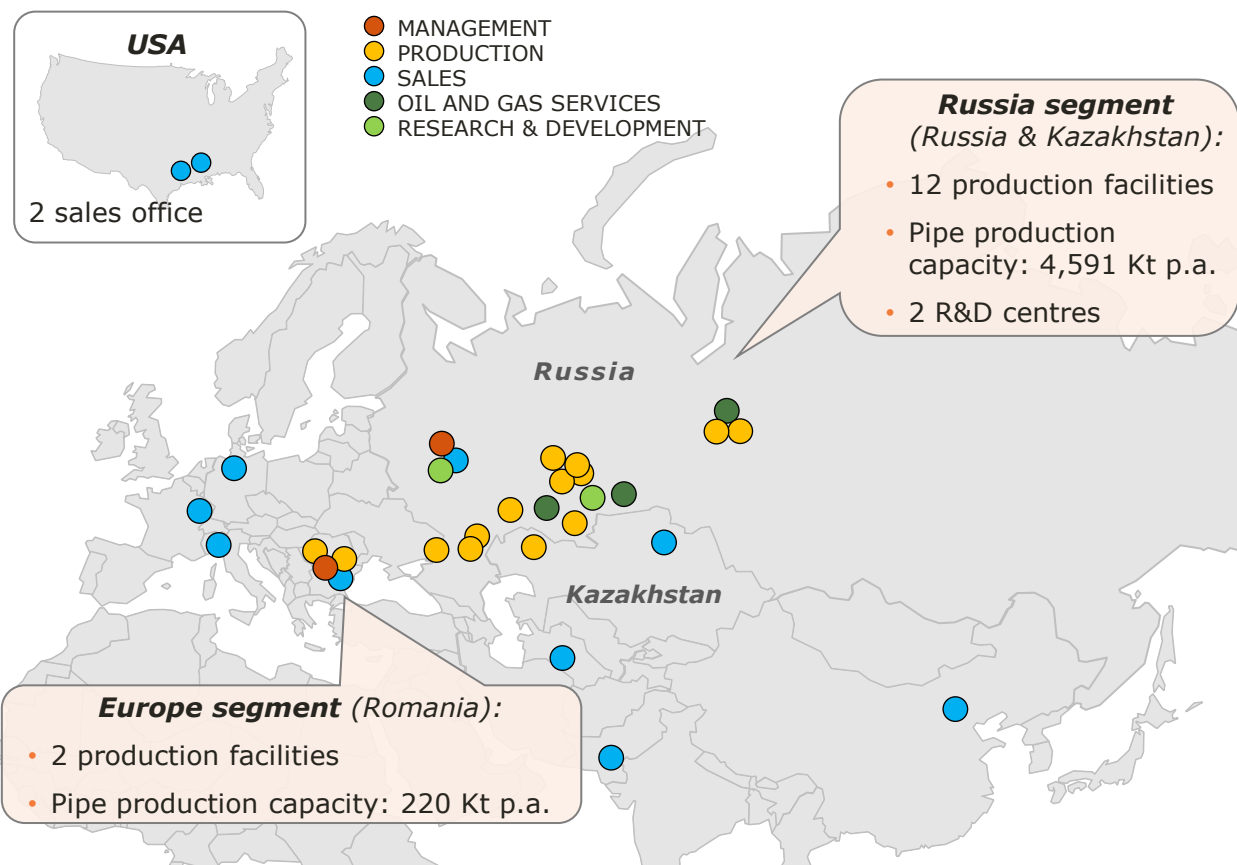 USA
2 sales office
MANAGEMENT
PRODUCTION
SALES
OIL AND GAS SERVICES
RESEARCH & DEVELOPMENT
Russia segment
(Russia & Kazakhstan):
• 12 production facilities
• Pipe production
capacity: 4,591 Kt p.a.
• 2 R&D centres
Russia
Kazakhstan
Europe segment (Romania):
• 2 production facilities
• Pipe production capacity: 220 Kt p.a.